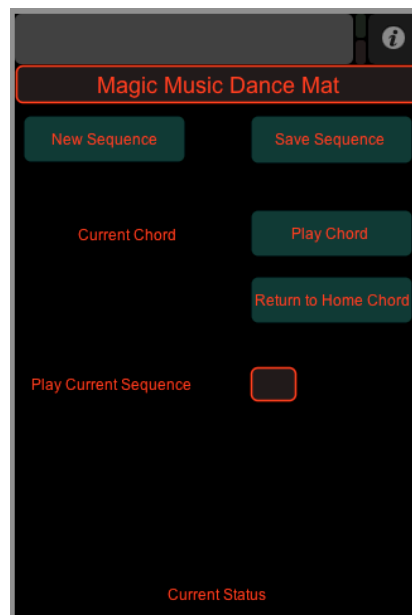 i
Magic Music Dance Mat
New Sequence
Save Sequence
Current Chord
Play Chord
Return to Home Chord
Play Current Sequence
Current Status